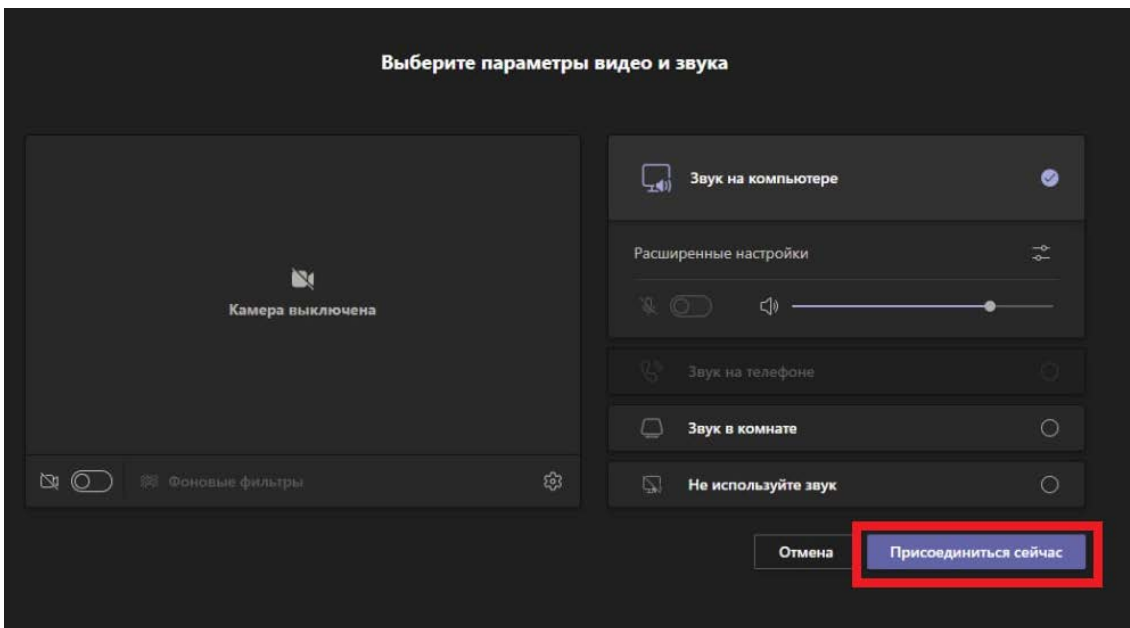 Выберите параметры видео и звука
Камера выключена
Фоновые фильтры
Звук на компьютере
Расширенные настройки
Звук на телефоне
Звук в комнате
Не используйте звук
Отмена
Присоединиться сейчас